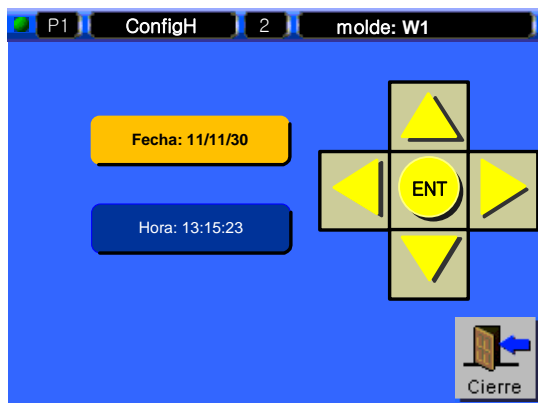 P1 ConfigH 2 molde: W1
Fecha: 11/11/30
ENT
Hora: 13:15:23
Cierre